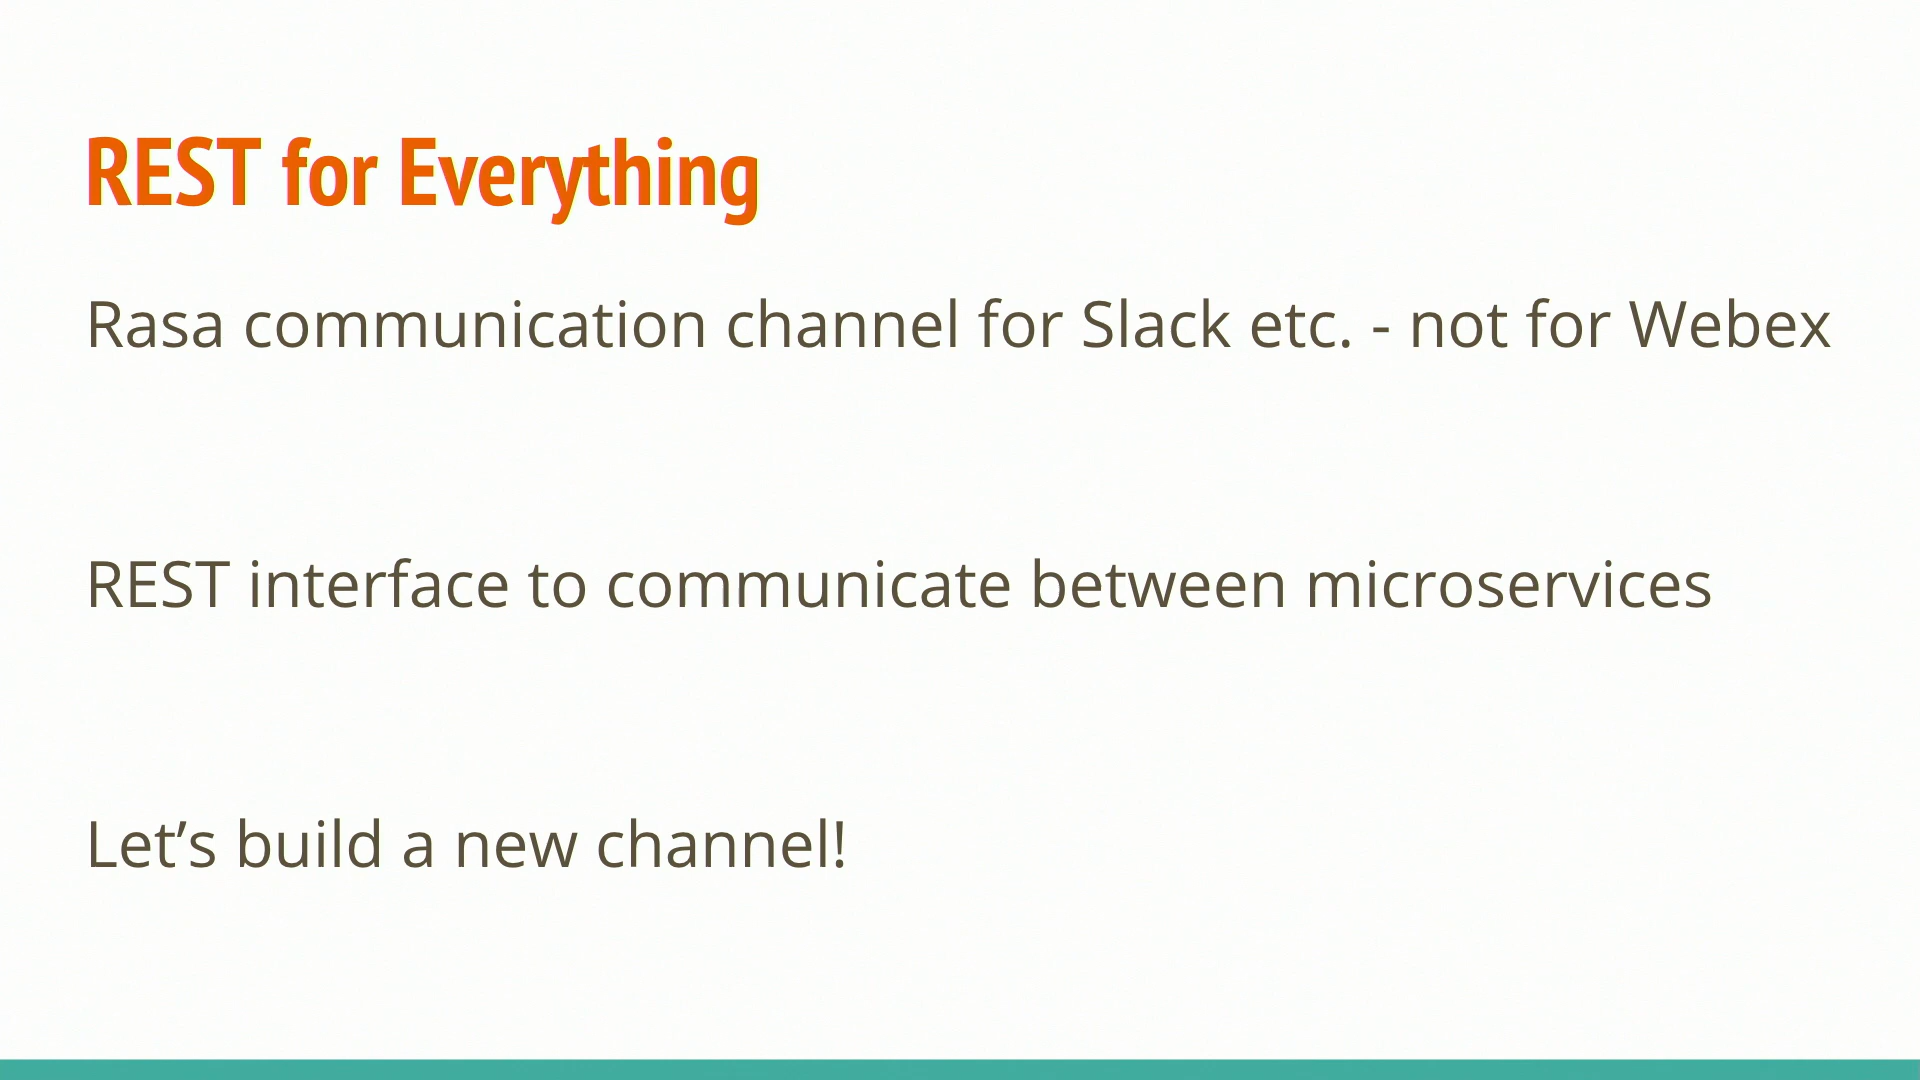 REST for Everything
Rasa communication channel for Slack etc. - not for Webex
REST interface to communicate between microservices
Let’s build a new channel!